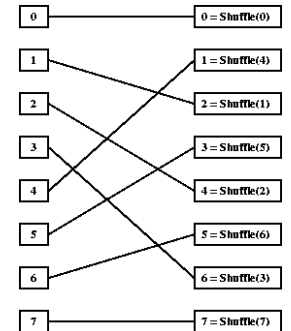 0 0 = Shuffle(0)
1 1 = Shuffle(4)
2 2 = Shuffle(1)
3 3 = Shuffle(5)
4 4 = Shuffle(2)
5 5 = Shuffle(6)
6 6 = Shuffle(3)
7 7 = Shuffle(7)